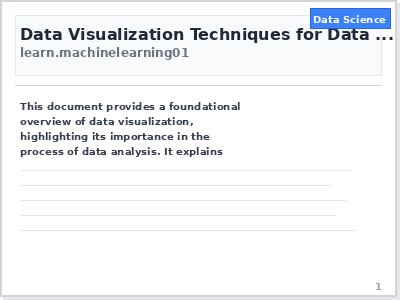 Data Science
Data Visualization Techniques for Data ...
learn.machinelearning01
This document provides a foundational
overview of data visualization,
highlighting its importance in the
process of data analysis. It explains
1